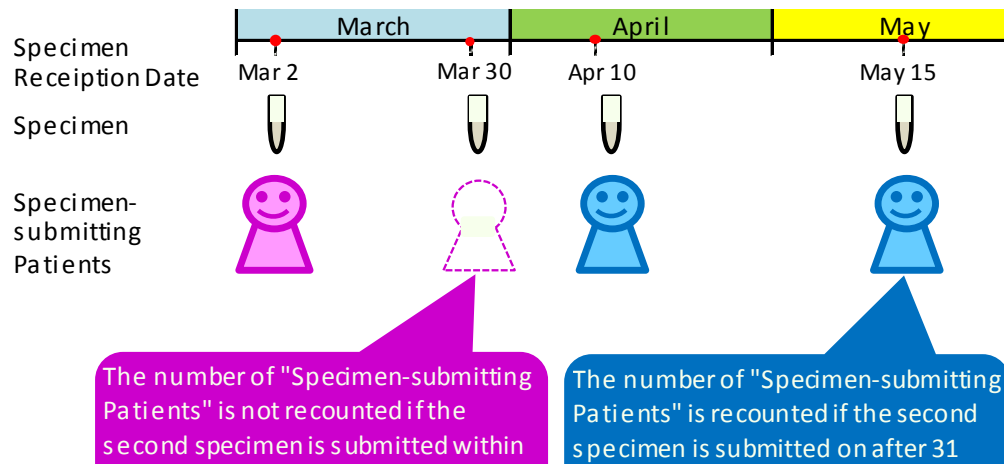 March April May
Specimen
Receiption Date
Mar 2 Mar 30 Apr 10 May 15
Specimen
Specimen-
submitting
Patients
The number of "Specimen-submitting
Patients" is not recounted if the
second specimen is submitted within
The number of "Specimen-submitting
Patients" is recounted if the second
specimen is submitted on after 31